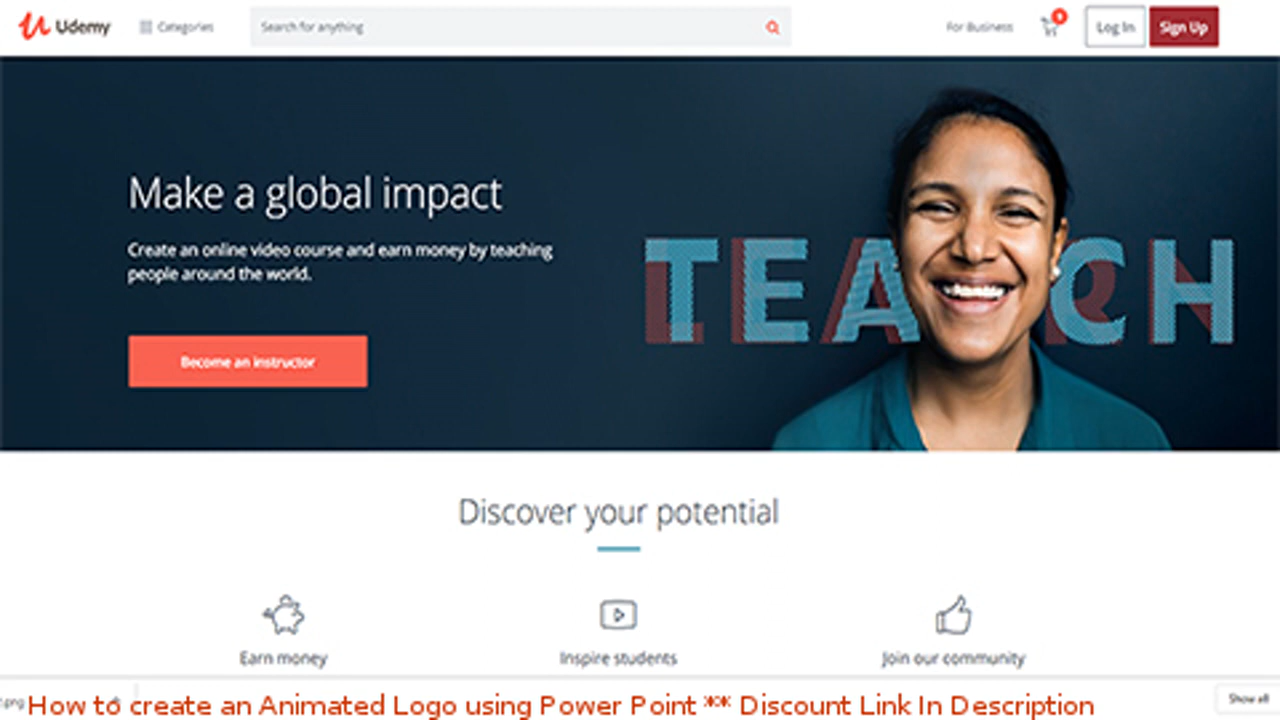 Udemy
Categories
Search for anything
For Business
Log In
Sign Up
Make a global impact
Create an online video course and earn money by teaching
people around the world.
TEACH
Become an instructor
Discover your potential
Earn money
Inspire students
Join our community
.png
Show all
How to create an Animated Logo using Power Point ** Discount Link In Description